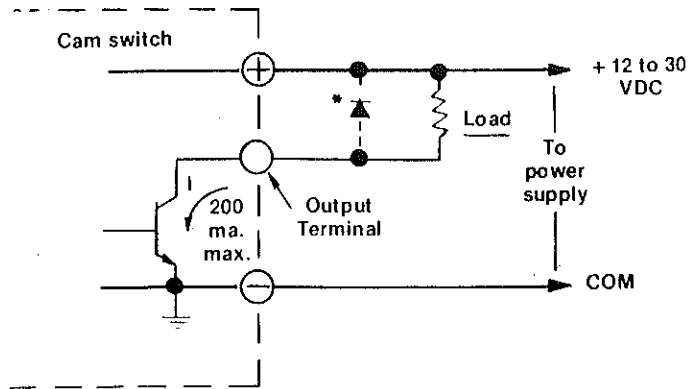 Cam switch
+
+ 12 to 30
VDC
*
Load
To
power
supply
I
200
ma.
max.
Output
Terminal
−
COM